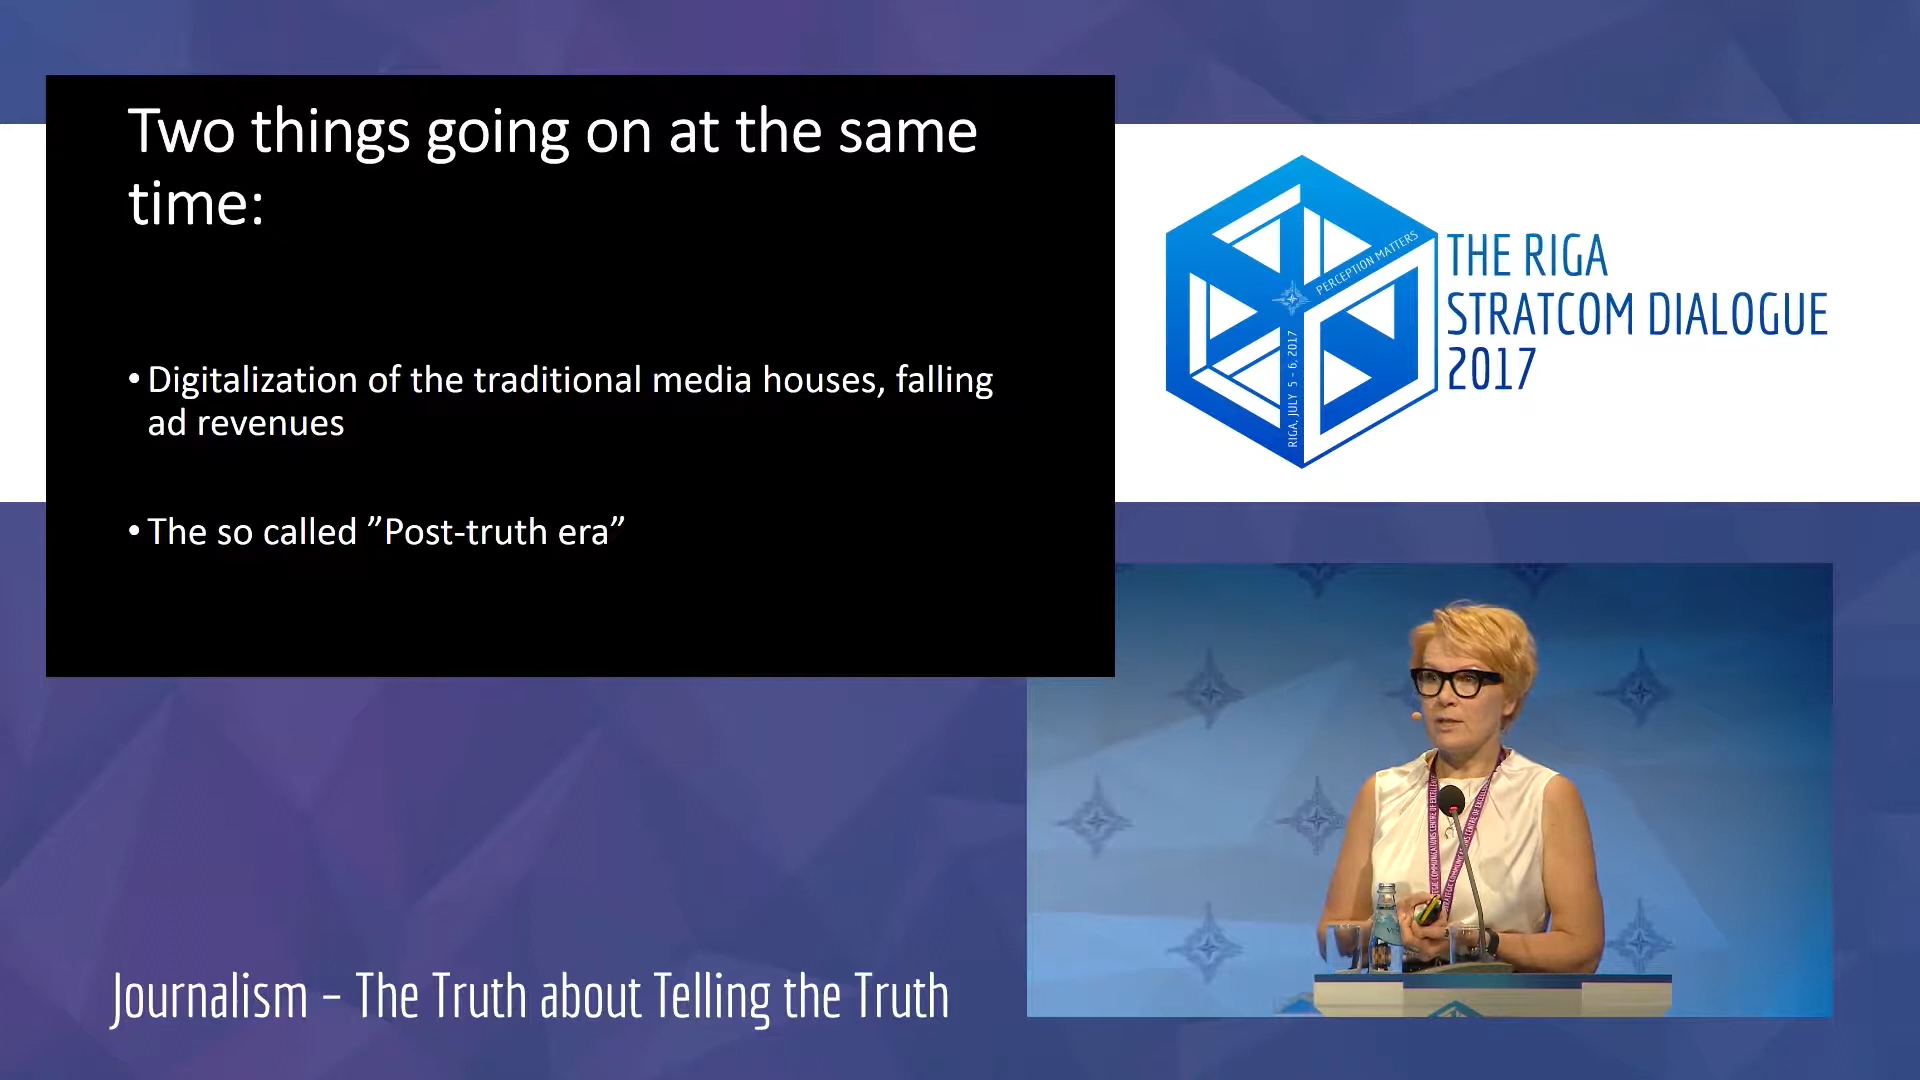 Two things going on at the same
time:
• Digitalization of the traditional media houses, falling
ad revenues
• The so called ”Post-truth era”
PERCEPTION MATTERS
RIGA, JULY 5 - 6, 2017
THE RIGA
STRATCOM DIALOGUE
2017
Journalism – The Truth about Telling the Truth